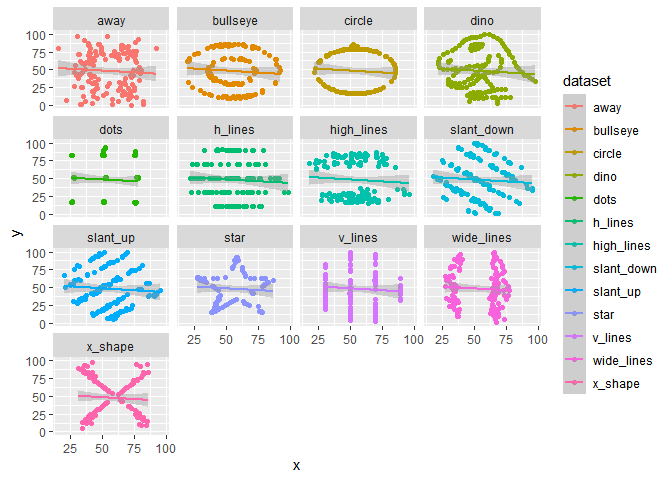 away bullseye circle dino
100
75
50
25
0
dots h_lines high_lines slant_down
100
75
50
25
0
y
slant_up star v_lines wide_lines
100
75
50
25
0
25 50 75 100 25 50 75 100 25 50 75 100
x_shape
100
75
50
25
0
25 50 75 100
x
dataset
away
bullseye
circle
dino
dots
h_lines
high_lines
slant_down
slant_up
star
v_lines
wide_lines
x_shape